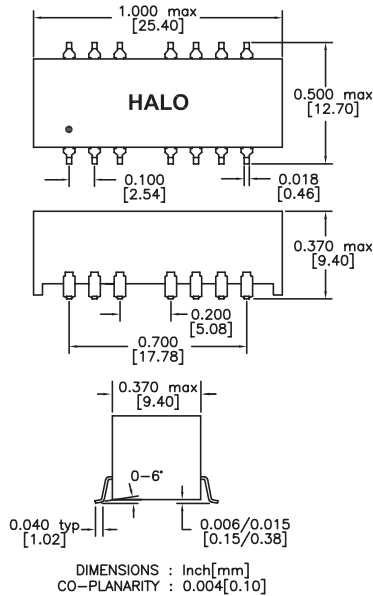 1.000 max
[25.40]
HALO
0.500 max
[12.70]
0.100
[2.54]
0.018
[0.46]
0.370 max
[9.40]
0.200
[5.08]
0.700
[17.78]
0.370 max
[9.40]
0-6°
0.040 typ
[1.02]
0.006/0.015
[0.15/0.38]
DIMENSIONS : Inch[mm]
CO-PLANARITY : 0.004[0.10]